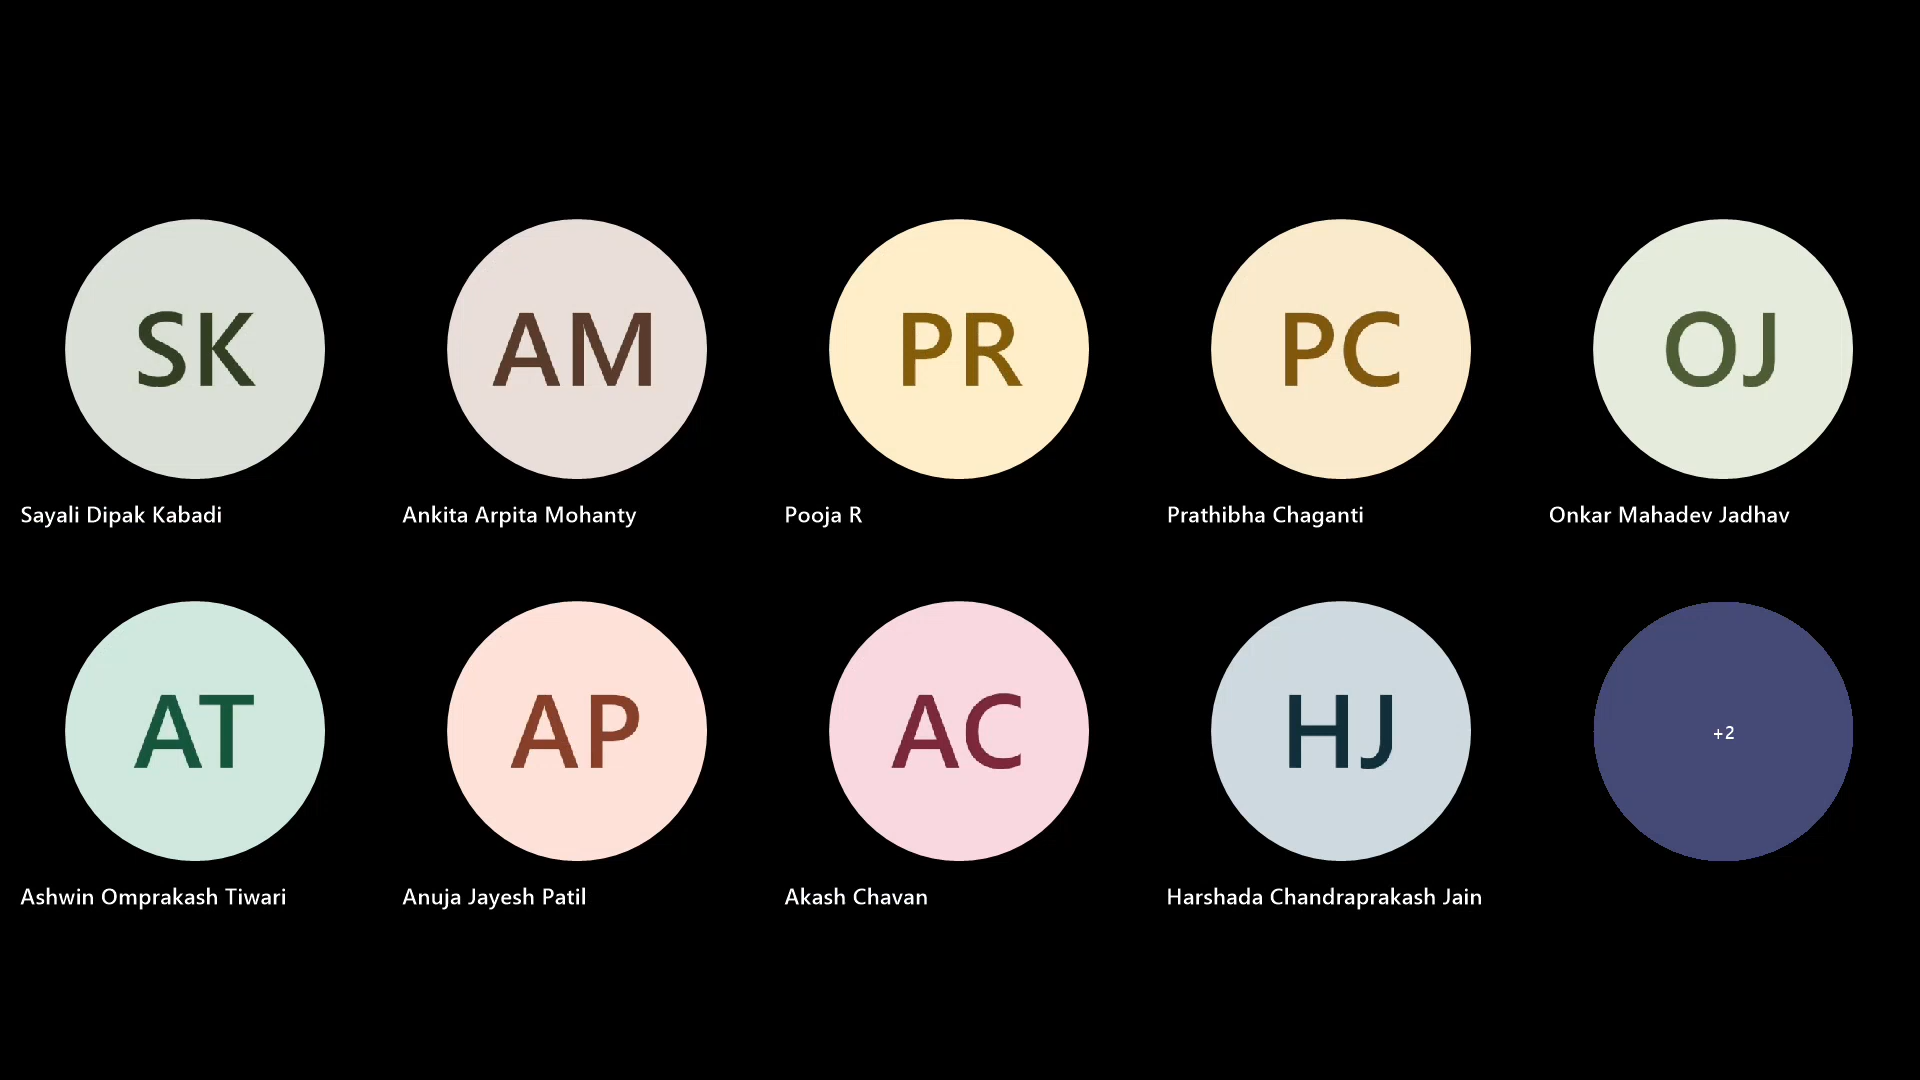 SK
AM
PR
PC
OJ
Sayali Dipak Kabadi
Ankita Arpita Mohanty
Pooja R
Prathibha Chaganti
Onkar Mahadev Jadhav
AT
AP
AC
HJ
+2
Ashwin Omprakash Tiwari
Anuja Jayesh Patil
Akash Chavan
Harshada Chandraprakash Jain